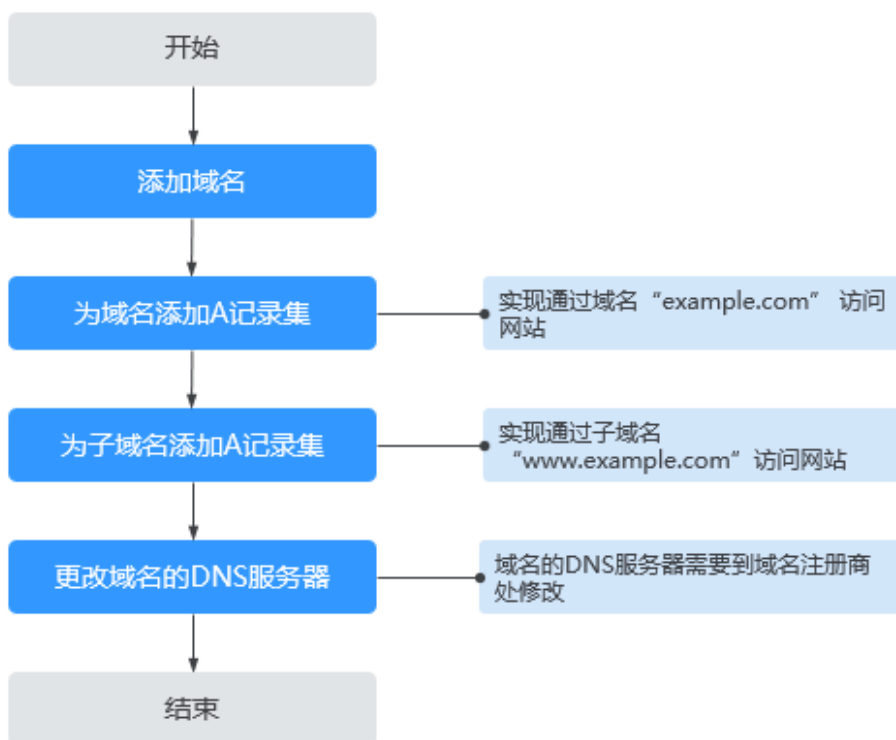 开始
添加域名
为域名添加A记录集
实现通过域名“example.com” 访问
网站
为子域名添加A记录集
实现通过子域名
“www.example.com”访问网站
更改域名的DNS服务器
域名的DNS服务器需要到域名注册商
处修改
结束